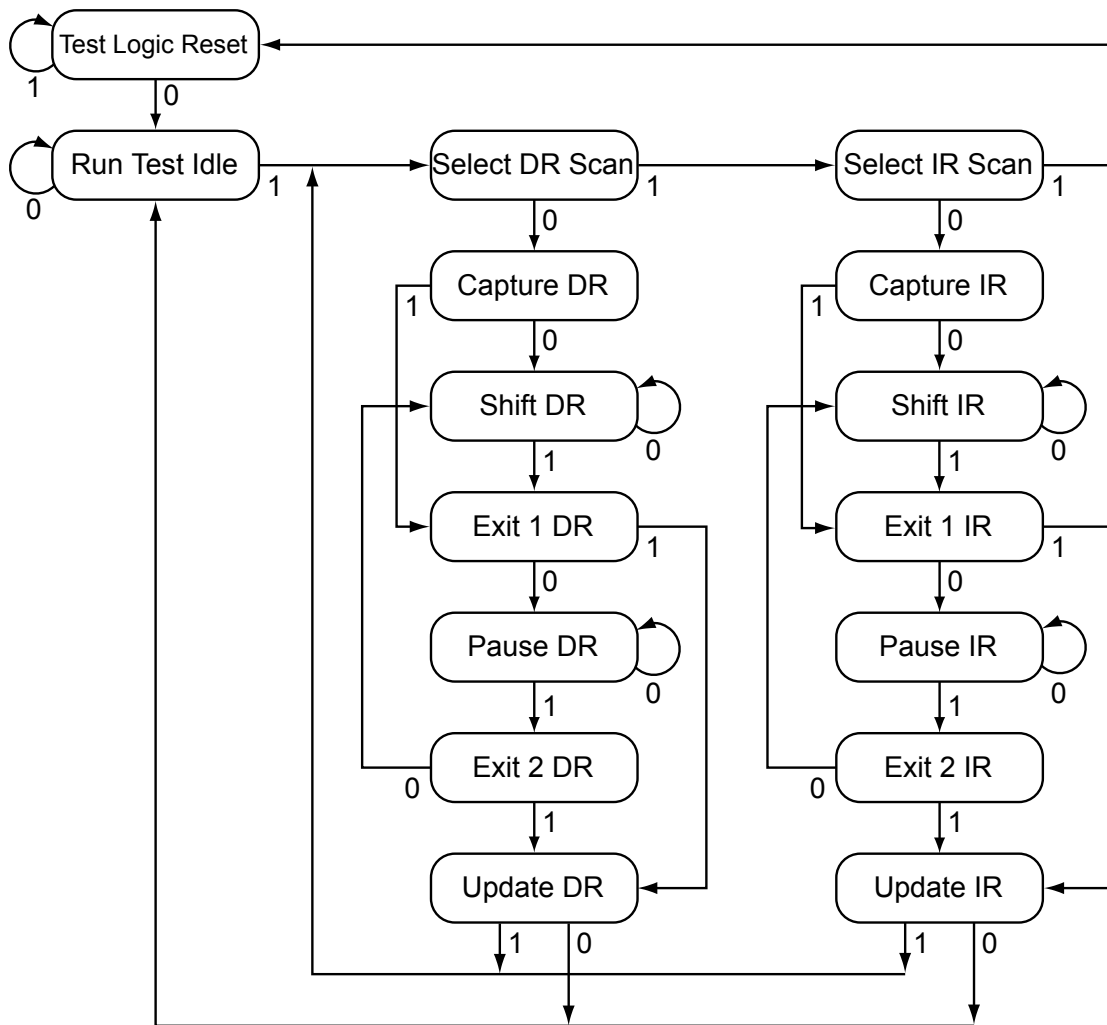 Test Logic Reset
1
0
Run Test Idle
0
1
Select DR Scan
1
0
Select IR Scan
1
0
Capture DR
1
0
Capture IR
1
0
Shift DR
0
1
Shift IR
0
1
Exit 1 DR
1
0
Exit 1 IR
1
0
Pause DR
0
1
Pause IR
0
1
Exit 2 DR
0
1
Exit 2 IR
0
1
Update DR
1
0
Update IR
1
0